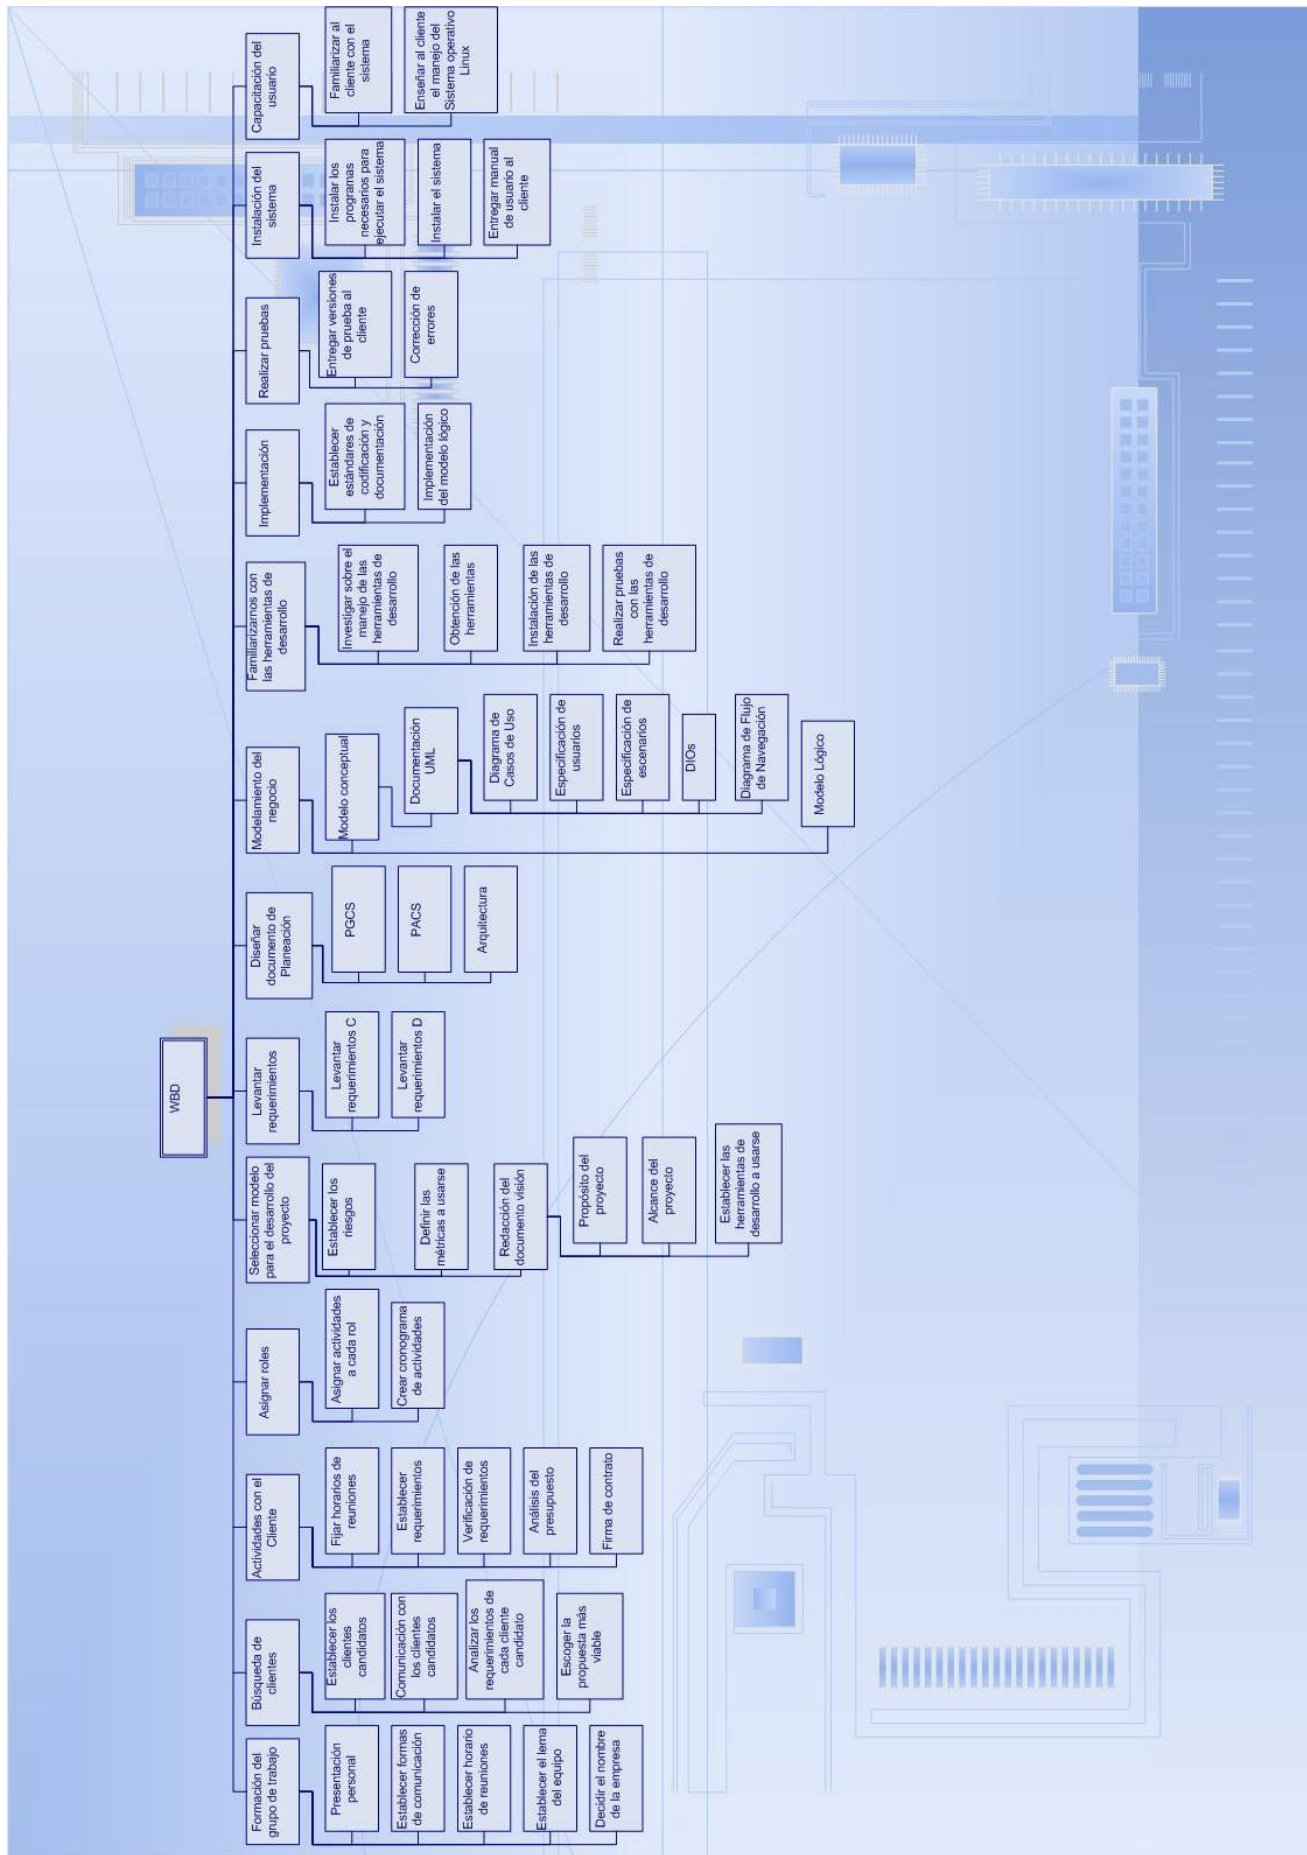 WBD
Formación del
grupo de trabajo
Presentación
personal
Establecer formas
de comunicación
Establecer horario
de reuniones
Establecer el lema
del equipo
Decidir el nombre
de la empresa
Búsqueda de
clientes
Establecer los
clientes
candidatos
Comunicación con
los clientes
candidatos
Analizar los
requerimientos de
cada cliente
candidato
Escoger la
propuesta más
viable
Actividades con el
Cliente
Fijar horarios de
reuniones
Establecer
requerimientos
Verificación de
requerimientos
Análisis del
presupuesto
Firma de contrato
Asignar roles
Asignar actividades
a cada rol
Crear cronograma
de actividades
Seleccionar modelo
para el desarrollo del
proyecto
Establecer los
riesgos
Definir las
métricas a usarse
Redacción del
documento visión
Propósito del
proyecto
Alcance del
proyecto
Establecer las
herramientas de
desarrollo a usarse
Levantar
requerimientos
Levantar
requerimientos C
Levantar
requerimientos D
Diseñar
documento de
Planeación
PGCS
PACS
Arquitectura
Modelamiento del
negocio
Modelo conceptual
Documentación
UML
Diagrama de
Casos de Uso
Especificación de
usuarios
Especificación de
escenarios
DIOs
Diagrama de Flujo
de Navegación
Modelo Lógico
Familiarizarnos con
las herramientas de
desarrollo
Investigar sobre el
manejo de las
herramientas de
desarrollo
Obtención de las
herramientas
Instalación de las
herramientas de
desarrollo
Realizar pruebas
con las
herramientas de
desarrollo
Implementación
Establecer
estándares de
codificación y
documentación
Implementación
del modelo lógico
Realizar pruebas
Entregar versiones
de prueba al
cliente
Corrección de
errores
Instalación del
sistema
Instalar los
programas
necesarios para
ejecutar el sistema
Instalar el sistema
Entregar manual
de usuario al
cliente
Capacitación del
usuario
Familiarizar al
cliente con el
sistema
Enseñar al cliente
el manejo del
Sistema operativo
Linux